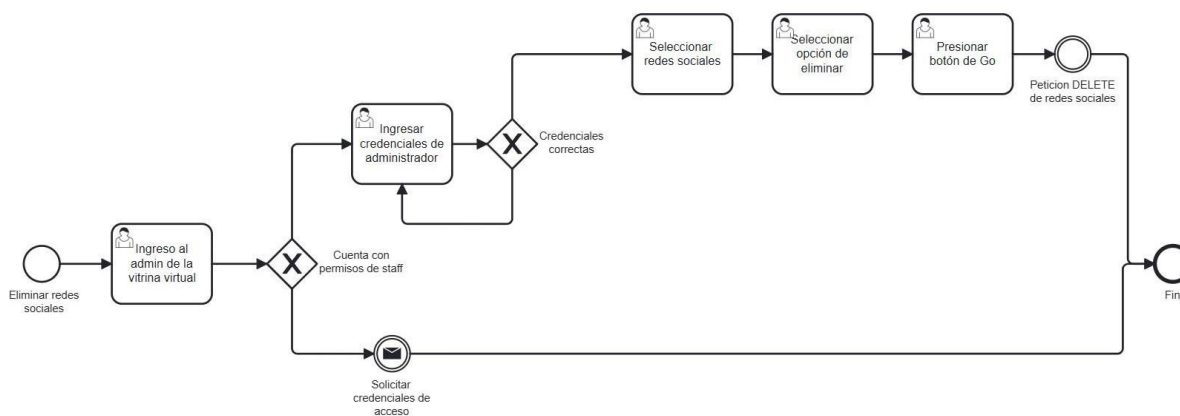 Seleccionar
redes sociales
Seleccionar
opción de
eliminar
Presionar
botón de Go
Peticion DELETE
de redes sociales
Ingresar
credenciales de
administrador
X
Credenciales
correctas
Ingreso al
admin de la
vitrina virtual
X
Cuenta con
permisos de staff
Eliminar redes
sociales
Fin
Solicitar
credenciales de
acceso